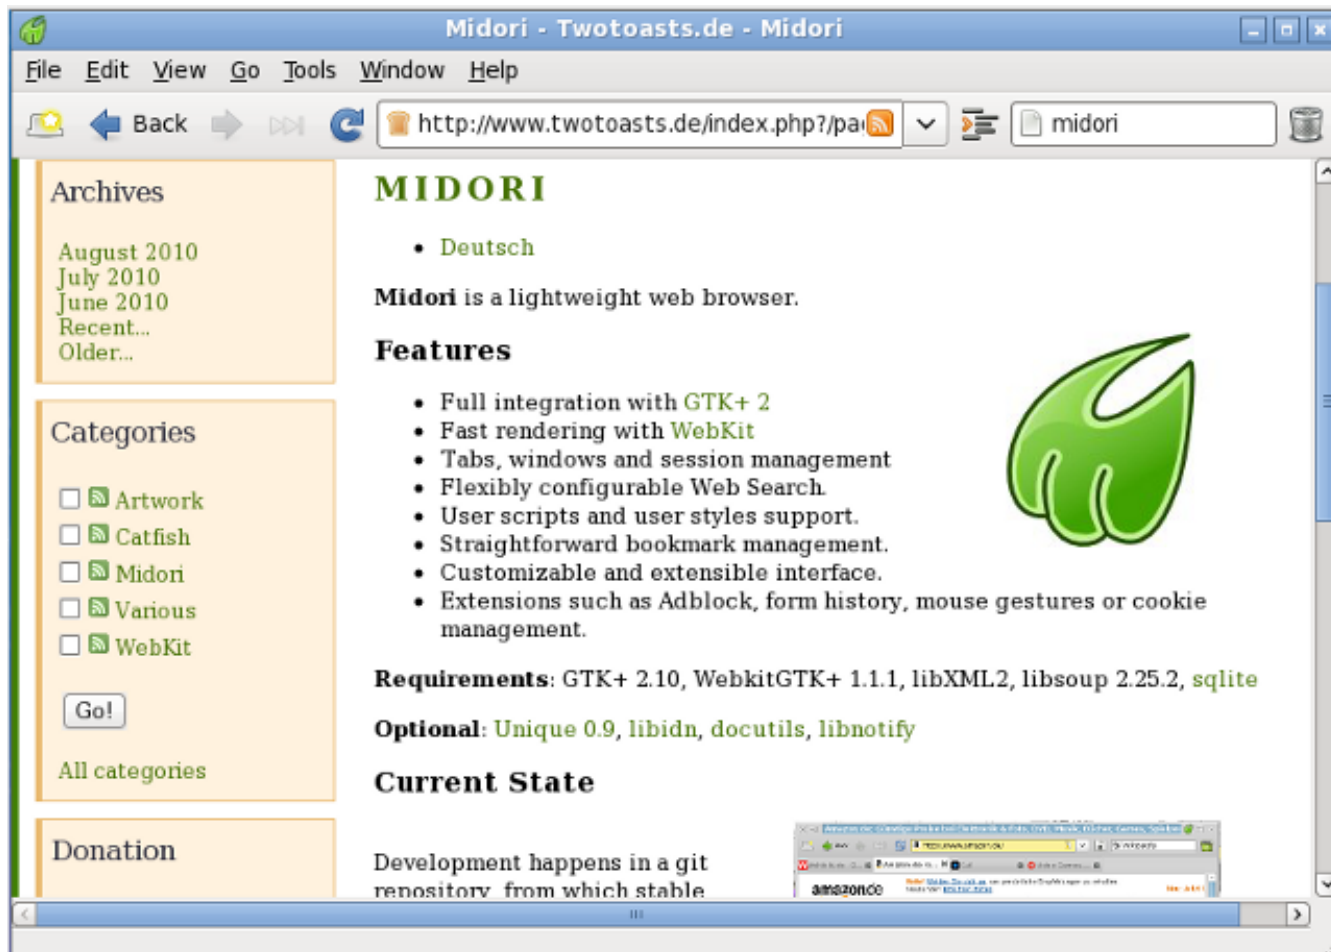 Midori - Twotoasts.de - Midori
File Edit View Go Tools Window Help
Back http://www.twotoasts.de/index.php?/pa midori
Archives
August 2010
July 2010
June 2010
Recent...
Older...
Categories
Artwork
Catfish
Midori
Various
WebKit
Go!
All categories
Donation
MIDORI
• Deutsch
Midori is a lightweight web browser.
Features
• Full integration with GTK+ 2
• Fast rendering with WebKit
• Tabs, windows and session management
• Flexibly configurable Web Search.
• User scripts and user styles support.
• Straightforward bookmark management.
• Customizable and extensible interface.
• Extensions such as Adblock, form history, mouse gestures or cookie
management.
Requirements: GTK+ 2.10, WebkitGTK+ 1.1.1, libXML2, libsoup 2.25.2, sqlite
Optional: Unique 0.9, libidn, docutils, libnotify
Current State
Development happens in a git
repository, from which stable
amazon.de